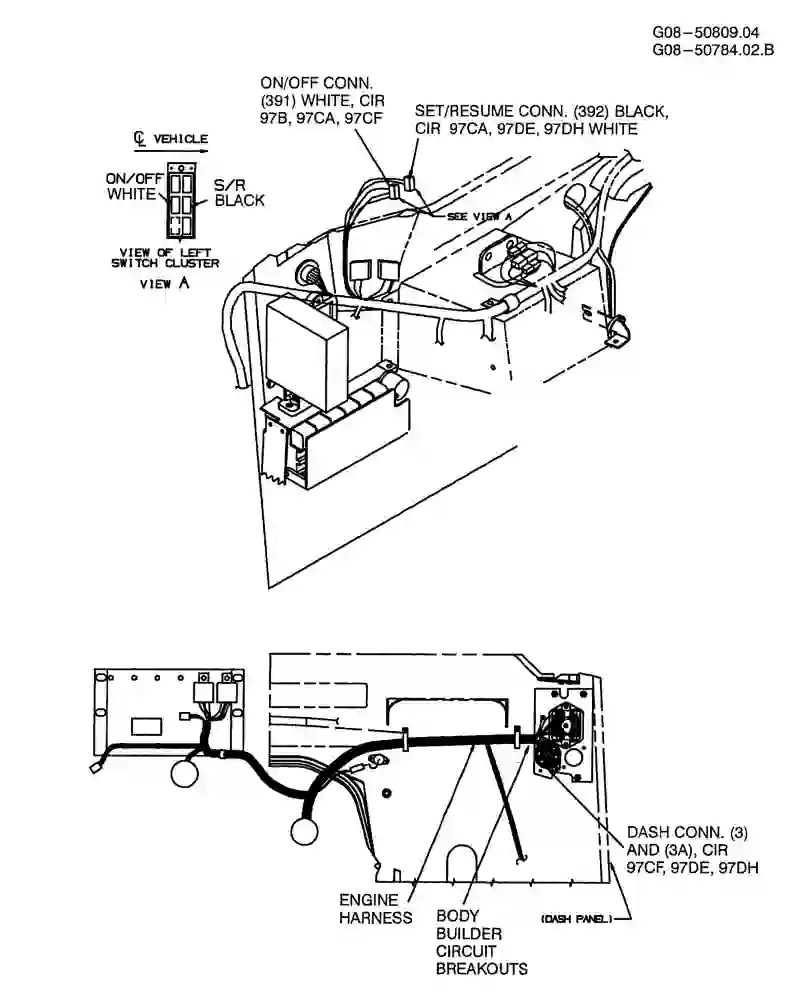 G08-50809.04
G08-50784.02.B
ON/OFF CONN.
(391) WHITE, CIR
97B, 97CA, 97CF
SET/RESUME CONN. (392) BLACK,
CIR 97CA, 97DE, 97DH WHITE
℄ VEHICLE
ON/OFF
WHITE
S/R
BLACK
SEE VIEW A
VIEW OF LEFT
SWITCH CLUSTER
VIEW A
DASH CONN. (3)
AND (3A), CIR
97CF, 97DE, 97DH
ENGINE
HARNESS
BODY
BUILDER
CIRCUIT
BREAKOUTS
(DASH PANEL)